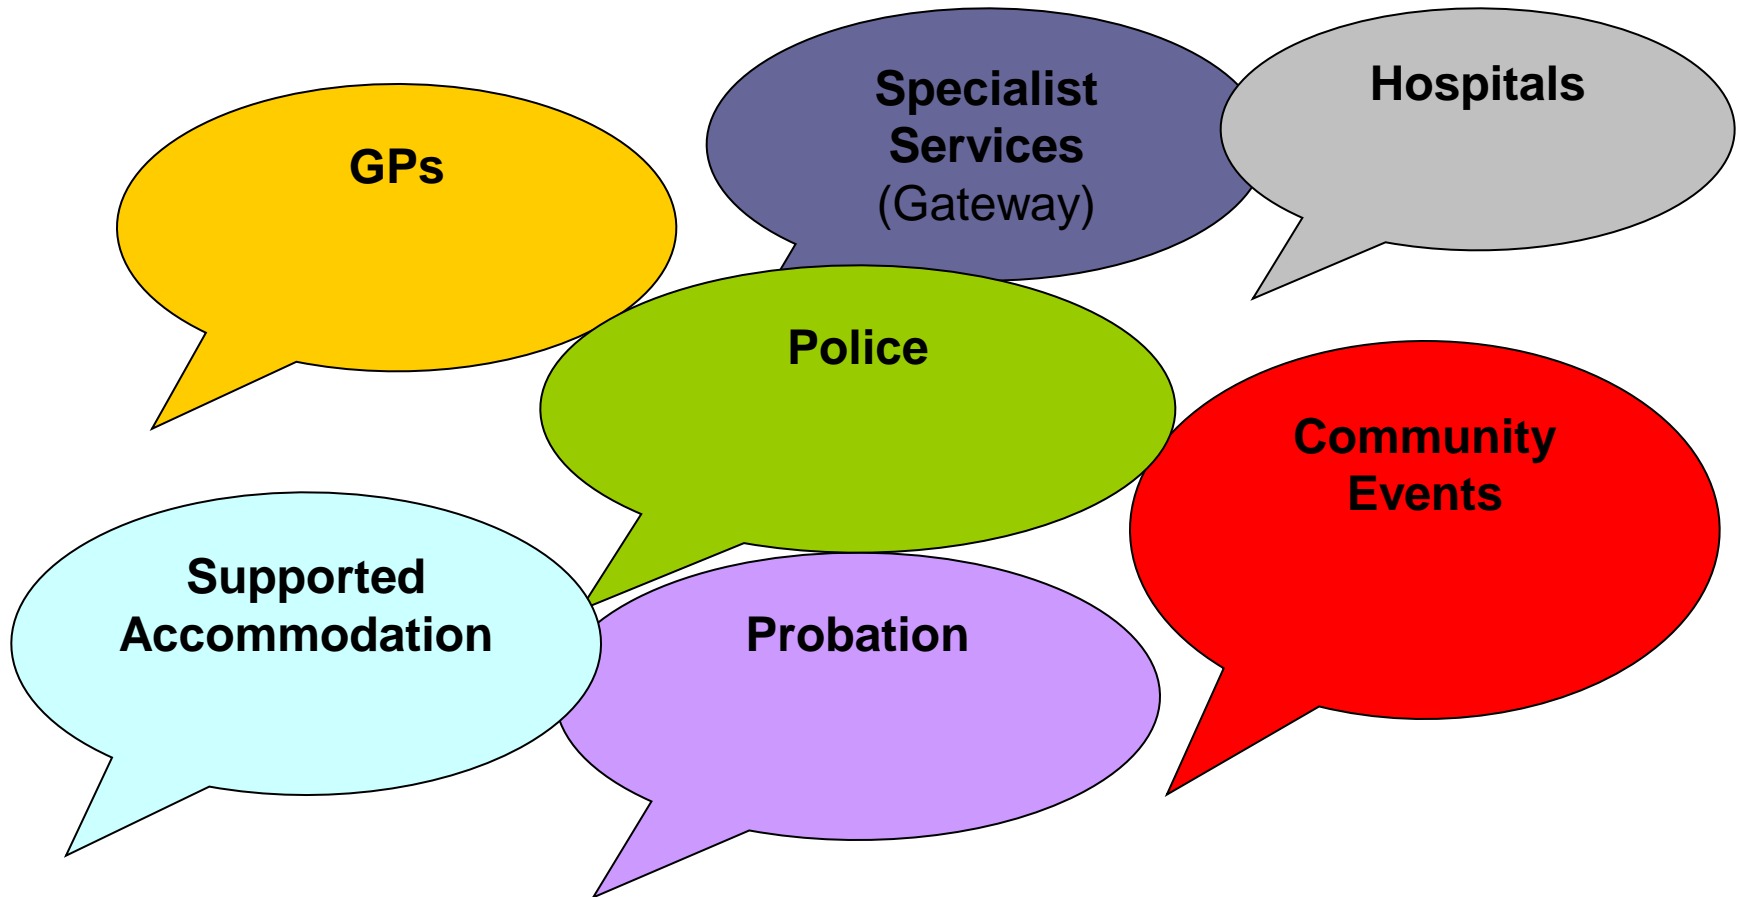 GPs
Specialist
Services
(Gateway)
Hospitals
Police
Community
Events
Supported
Accommodation
Probation